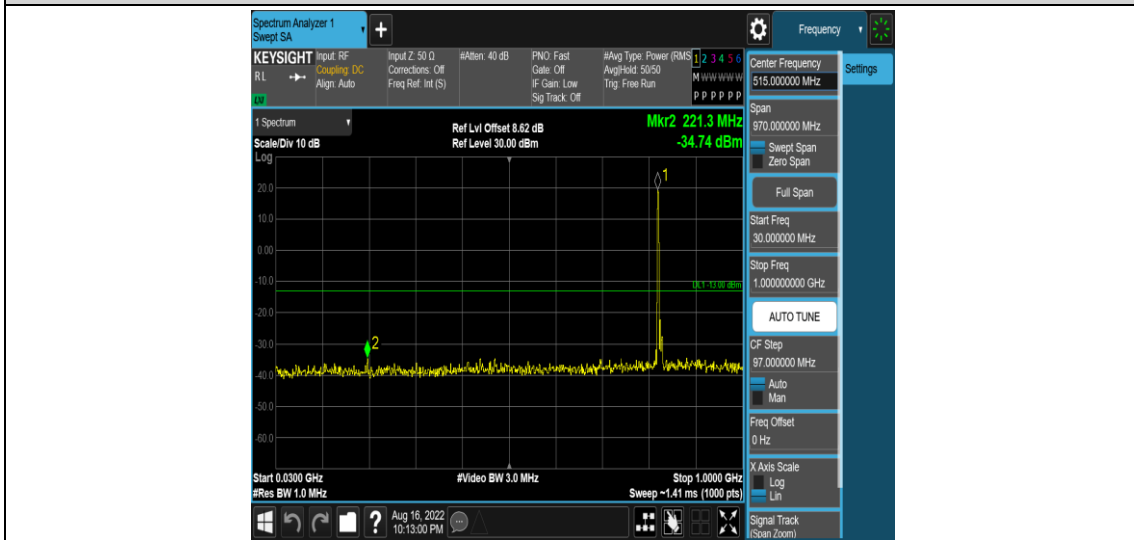 Spectrum Analyzer 1
Swept SA
+
Frequency
KEYSIGHT
RL
LXI
Input: RF
Coupling: DC
Align: Auto
Input Z: 50 Ω
Corrections: Off
Freq Ref: Int (S)
#Atten: 40 dB
PNO: Fast
Gate: Off
IF Gain: Low
Sig Track: Off
#Avg Type: Power (RMS
Avg|Hold: 50/50
Trig: Free Run
1 2 3 4 5 6
M W W W W W
P P P P P P
Center Frequency
515.000000 MHz
Settings
Span
970.000000 MHz
Swept Span
Zero Span
Full Span
Start Freq
30.000000 MHz
Stop Freq
1.000000000 GHz
AUTO TUNE
CF Step
97.000000 MHz
Auto
Man
Freq Offset
0 Hz
X Axis Scale
Log
Lin
Signal Track
(Span Zoom)
1 Spectrum
Scale/Div 10 dB
Log
Ref Lvl Offset 8.62 dB
Ref Level 30.00 dBm
Mkr2 221.3 MHz
-34.74 dBm
1
20.0
10.0
0.00
-10.0
DL1 -13.00 dBm
-20.0
-30.0
2
-40.0
-50.0
-60.0
Start 0.0300 GHz
#Video BW 3.0 MHz
Stop 1.0000 GHz
#Res BW 1.0 MHz
Sweep ~1.41 ms (1000 pts)
?
Aug 16, 2022
10:13:00 PM